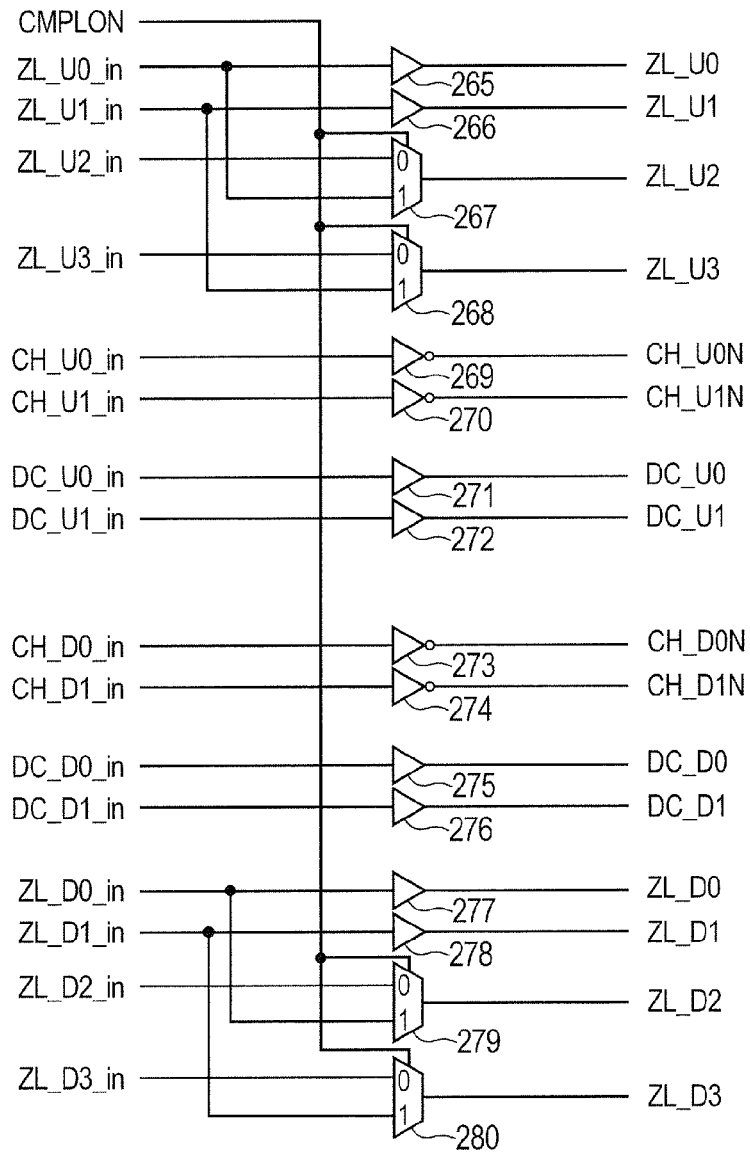 CMPLON
ZL_U0_in 265 ZL_U0
ZL_U1_in 266 ZL_U1
ZL_U2_in 0 1 267 ZL_U2
ZL_U3_in 0 1 268 ZL_U3
CH_U0_in 269 CH_U0N
CH_U1_in 270 CH_U1N
DC_U0_in 271 DC_U0
DC_U1_in 272 DC_U1
CH_D0_in 273 CH_D0N
CH_D1_in 274 CH_D1N
DC_D0_in 275 DC_D0
DC_D1_in 276 DC_D1
ZL_D0_in 277 ZL_D0
ZL_D1_in 278 ZL_D1
ZL_D2_in 0 1 279 ZL_D2
ZL_D3_in 0 1 280 ZL_D3